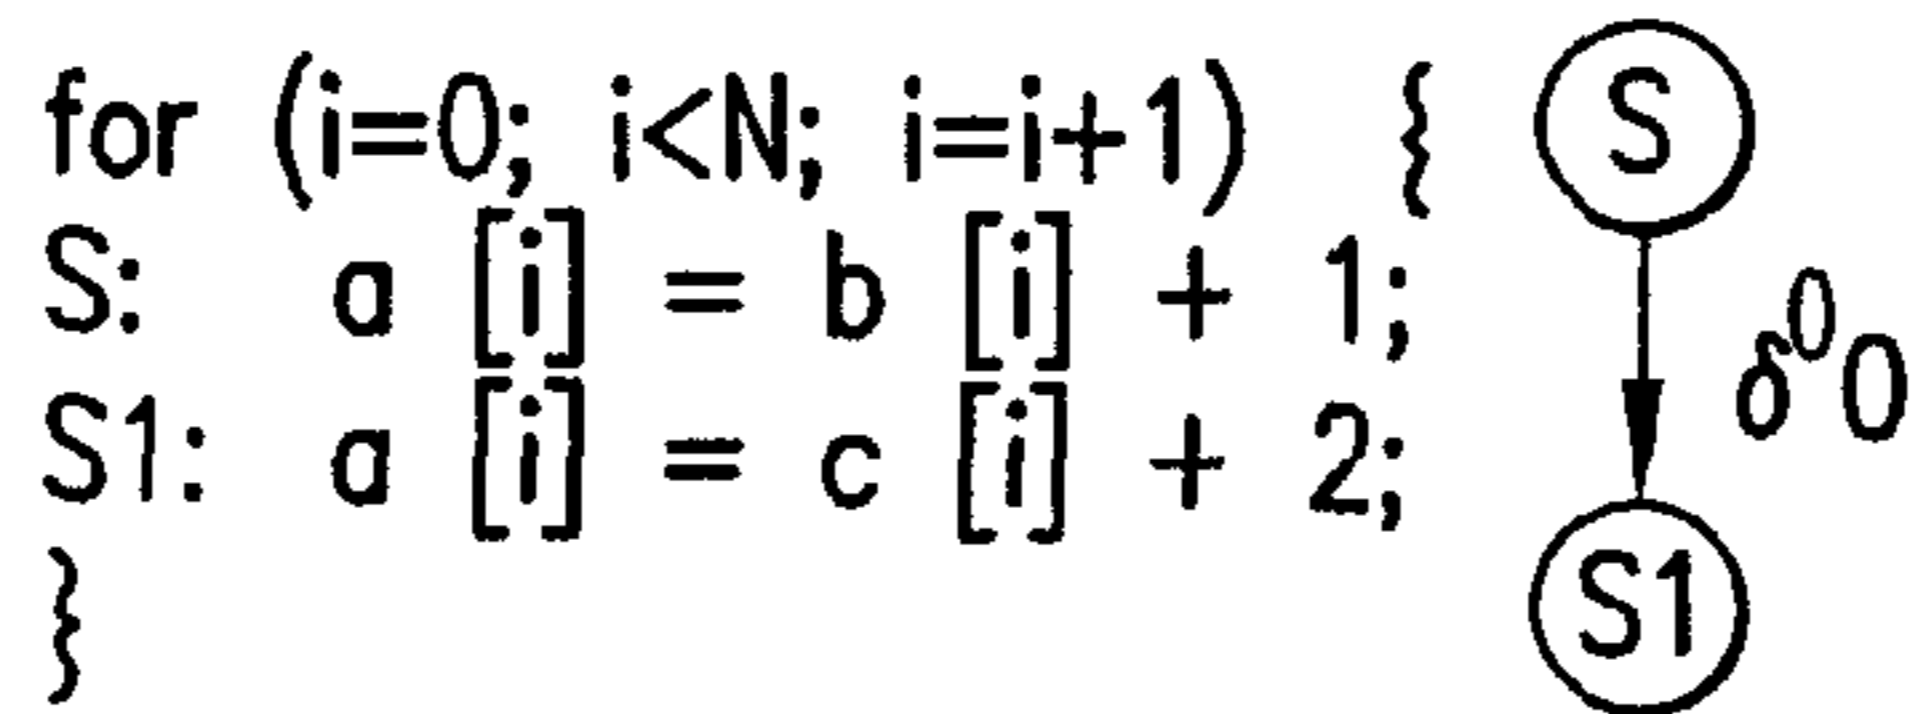 for (i=0; i<N; i=i+1) {
S: a [i] = b [i] + 1;
S1: a [i] = c [i] + 2;
}
S
δ⁰0
S1